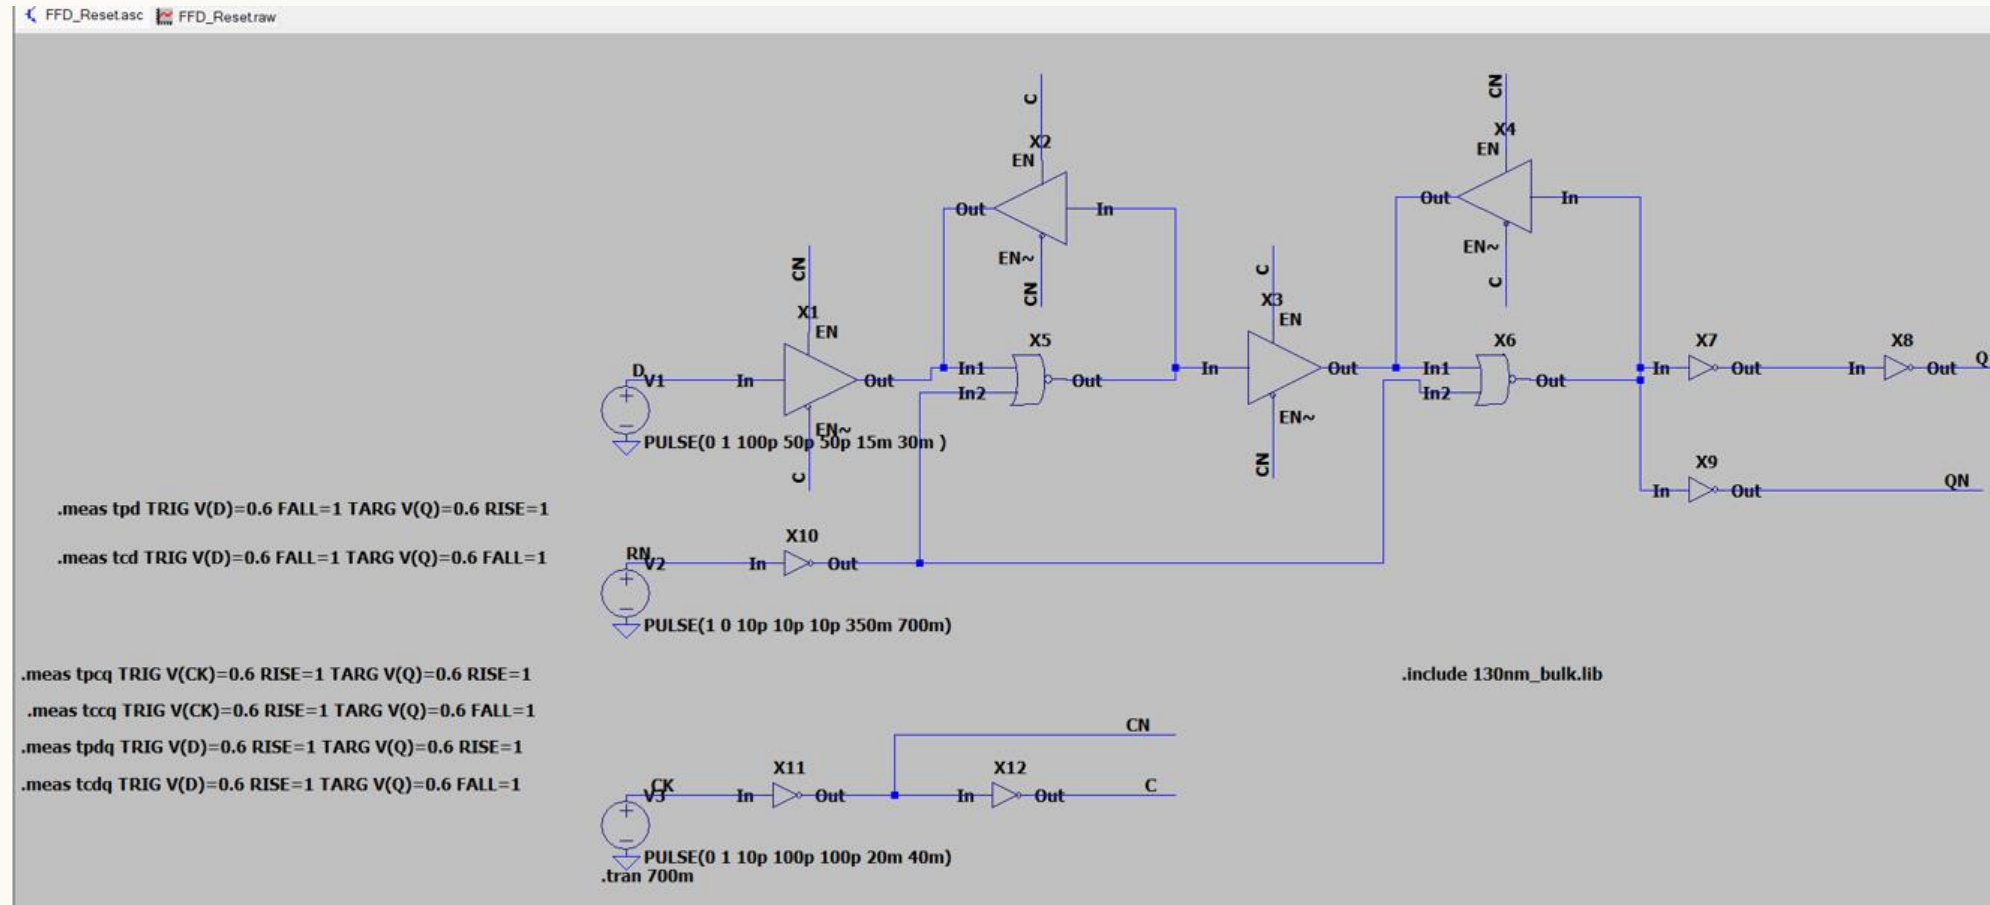 FFD_Reset.asc FFD_Reset.raw
C
X2
EN
Out In
EN~
CN
CN
X4
EN
Out In
EN~
C
CN
X1
EN
D
V1
In Out
EN~
C
PULSE(0 1 100p 50p 50p 15m 30m )
X5
In1
In2
Out
C
X3
EN
In Out
EN~
CN
X6
In1
In2
Out
X7
In Out
X8
In Out
Q
X9
In Out
QN
.meas tpd TRIG V(D)=0.6 FALL=1 TARG V(Q)=0.6 RISE=1
.meas tcd TRIG V(D)=0.6 FALL=1 TARG V(Q)=0.6 FALL=1
RN
V2
X10
In Out
PULSE(1 0 10p 10p 10p 350m 700m)
.meas tpcq TRIG V(CK)=0.6 RISE=1 TARG V(Q)=0.6 RISE=1
.meas tccq TRIG V(CK)=0.6 RISE=1 TARG V(Q)=0.6 FALL=1
.meas tpdq TRIG V(D)=0.6 RISE=1 TARG V(Q)=0.6 RISE=1
.meas tcdq TRIG V(D)=0.6 RISE=1 TARG V(Q)=0.6 FALL=1
.include 130nm_bulk.lib
CN
CK
V3
X11
In Out
X12
In Out
C
PULSE(0 1 10p 100p 100p 20m 40m)
.tran 700m